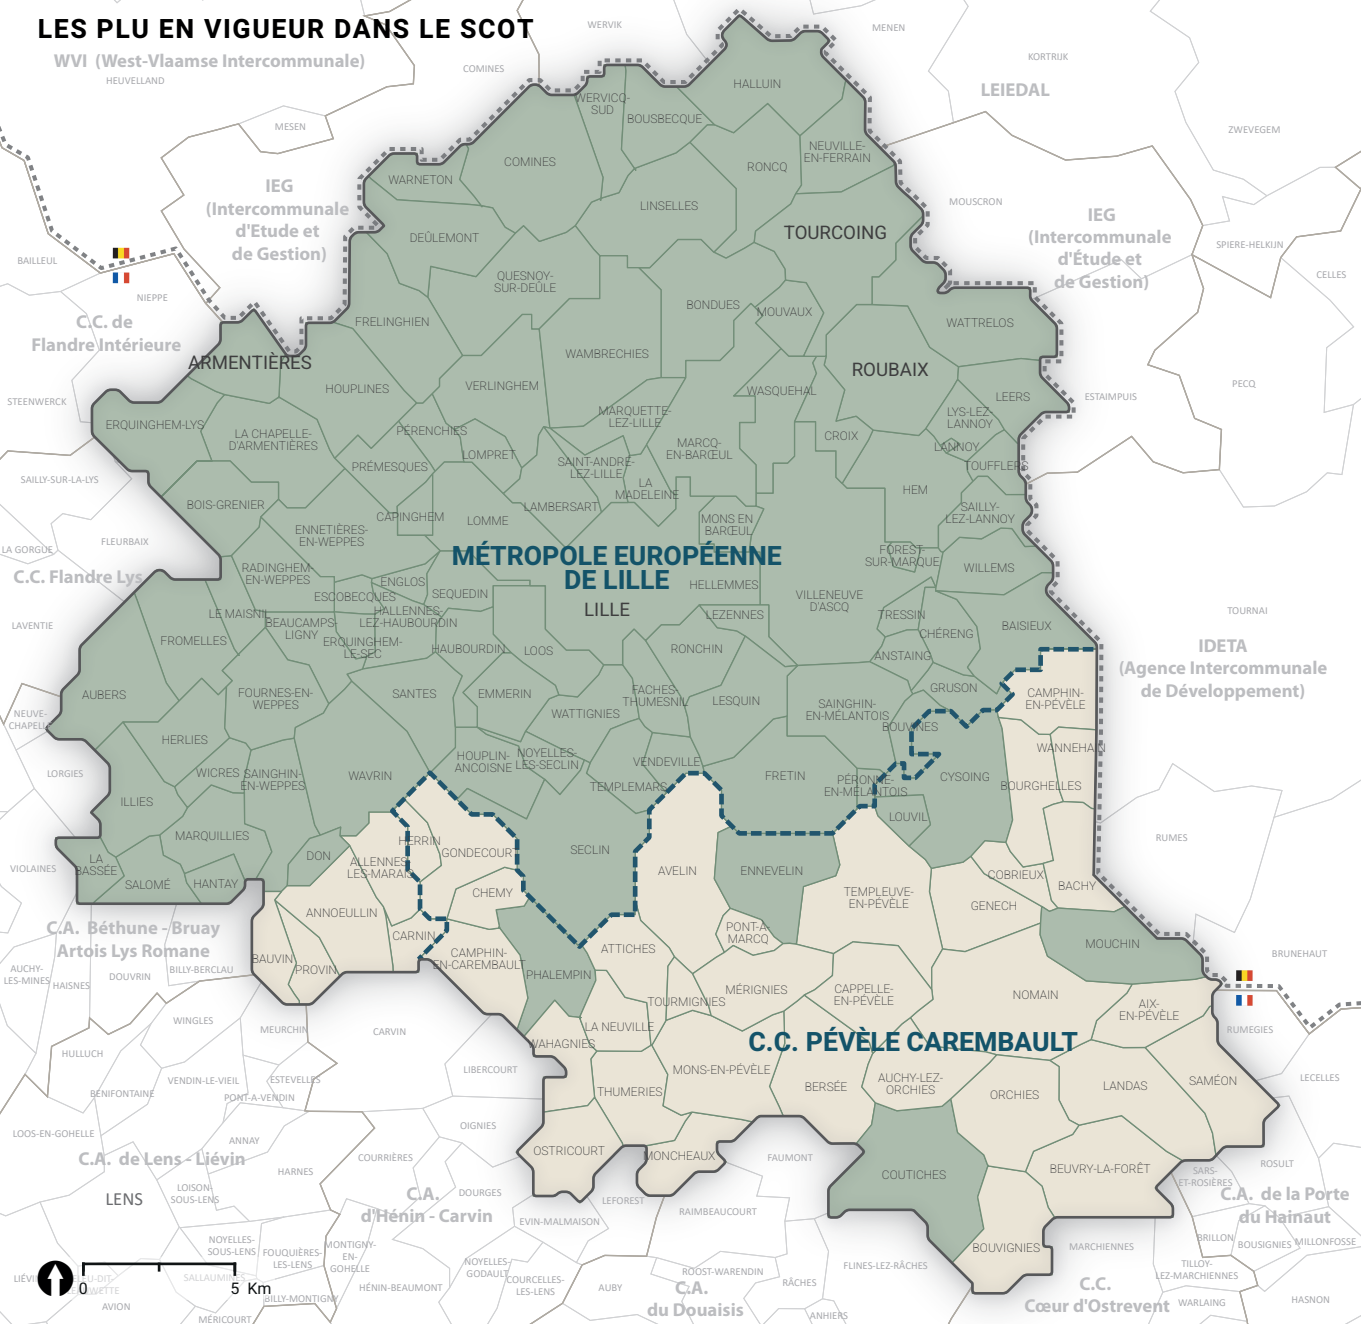 LES PLU EN VIGUEUR DANS LE SCOT
WVI (West-Vlaamse Intercommunale)
HEUVELLAND
COMINES
WERVIK
MENEN
KORTRIJK
LEIEDAL
ZWEVEGEM
MESEN
IEG
(Intercommunale
d'Etude et
de Gestion)
MOUSCRON
IEG
(Intercommunale
d'Étude et
de Gestion)
SPIERE-HELKIJN
CELLES
BAILLEUL
NIEPPE
C.C. de
Flandre Intérieure
STEENWERCK
PECQ
ESTAIMPUIS
HALLUIN
WERVICQ-
SUD
BOUSBECQUE
COMINES
NEUVILLE-
EN-FERRAIN
RONCQ
WARNETON
LINSELLES
TOURCOING
DEÛLEMONT
QUESNOY-
SUR-DEÛLE
BONDUES
MOUVAUX
WATTRELOS
FRELINGHIEN
WAMBRECHIES
ARMENTIÈRES
ROUBAIX
HOUPLINES
VERLINGHEM
WASQUEHAL
LEERS
ERQUINGHEM-LYS
LA CHAPELLE-
D'ARMENTIÈRES
PÉRENCHIES
MARQUETTE-
LEZ-LILLE
LYS-LEZ-
LANNOY
CROIX
MARCQ-
EN-BARŒUL
LANNOY
LOMPRET
PRÉMESQUES
SAINT-ANDRÉ-
LEZ-LILLE
TOUFFLERS
LA
MADELEINE
HEM
SAILLY-SUR-LA-LYS
BOIS-GRENIER
LAMBERSART
CAPINGHEM
LOMME
SAILLY-
LEZ-LANNOY
ENNETIÈRES-
EN-WEPPES
MONS EN
BARŒUL
LA GORGUE
FLEURBAIX
MÉTROPOLE EUROPÉENNE
DE LILLE
FOREST-
SUR-MARQUE
WILLEMS
C.C. Flandre Lys
RADINGHEM-
EN-WEPPES
ENGLOS
ESCOBECQUES
SEQUEDIN
LILLE
HELLEMMES
VILLENEUVE
D'ASCQ
LAVENTIE
LE MAISNIL
HALLENNES-
LEZ-HAUBOURDIN
LEZENNES
TRESSIN
TOURNAI
BEAUCAMPS-
LIGNY
BAISIEUX
CHÉRENG
FROMELLES
ERQUINGHEM-
LE-SEC
HAUBOURDIN
LOOS
RONCHIN
ANSTAING
IDETA
(Agence Intercommunale
de Développement)
AUBERS
FOURNES-EN-
WEPPES
SANTES
EMMERIN
FACHES-
THUMESNIL
LESQUIN
GRUSON
CAMPHIN-
EN-PÉVÈLE
SAINGHIN-
EN-MÉLANTOIS
WATTIGNIES
BOUVINES
NEUVE-
CHAPELLE
HERLIES
WANNEHAIN
HOUPLIN-
ANCOISNE
NOYELLES-
LES-SECLIN
VENDEVILLE
LORGIES
WICRES
SAINGHIN-
EN-WEPPES
WAVRIN
FRETIN
PÉRONNE-
EN-MÉLANTOIS
CYSOING
BOURGHELLES
TEMPLEMARS
ILLIES
LOUVIL
MARQUILLIES
HERRIN
RUMES
SECLIN
GONDECOURT
LA
BASSÉE
DON
ALLENNES-
LES-MARAIS
VIOLAINES
AVELIN
ENNEVELIN
COBRIEUX
SALOMÉ
HANTAY
CHEMY
TEMPLEUVE-
EN-PÉVÈLE
BACHY
GENECH
ANNOEULLIN
C.A. Béthune - Bruay
Artois Lys Romane
CARNIN
PONT-À-
MARCQ
MOUCHIN
ATTICHES
BAUVIN
PROVIN
CAMPHIN-
EN-CAREMBAULT
BRUNEHAUT
AUCHY-
LES-MINES
HAISNES
DOUVRIN
BILLY-BERCLAU
PHALEMPIN
MÉRIGNIES
CAPPELLE-
EN-PÉVÈLE
NOMAIN
TOURMIGNIES
AIX-
EN-PÉVÈLE
WINGLES
MEURCHIN
CARVIN
LA NEUVILLE
RUMEGIES
WAHAGNIES
C.C. PÉVÈLE CAREMBAULT
HULLUCH
LIBERCOURT
MONS-EN-PÉVÈLE
BERSÉE
AUCHY-LEZ-
ORCHIES
ORCHIES
LANDAS
SAMÉON
LECELLES
BÉNIFONTAINE
VENDIN-LE-VIEIL
ESTEVELLES
PONT-À-VENDIN
THUMERIES
LOOS-EN-GOHELLE
ANNAY
OIGNIES
C.A. de Lens - Liévin
HARNES
COURRIÈRES
OSTRICOURT
MONCHEAUX
FAUMONT
COUTICHES
BEUVRY-LA-FORÊT
SARS-
ET-ROSIÈRES
ROSULT
LENS
LOISON-
SOUS-LENS
C.A.
d'Hénin - Carvin
DOURGES
LEFOREST
RAIMBEAUCOURT
C.A. de la Porte
du Hainaut
EVIN-MALMAISON
NOYELLES-
SOUS-LENS
FOUQUIÈRES-
LES-LENS
MONTIGNY-
EN-
GOHELLE
BOUVIGNIES
MARCHIENNES
BRILLON
BOUSIGNIES
MILLONFOSSE
NOYELLES-
GODAULT
ROOST-WARENDIN
FLINES-LEZ-RÂCHES
TILLOY-
LEZ-MARCHIENNES
SALLAUMINES
HÉNIN-BEAUMONT
COURCELLES-
LES-LENS
AUBY
RÂCHES
C.A.
du Douaisis
C.C.
Cœur d'Ostrevent
WARLAING
HASNON
0
5 Km
BILLY-MONTIGNY
AVION
MÉRICOURT
ANHIERS